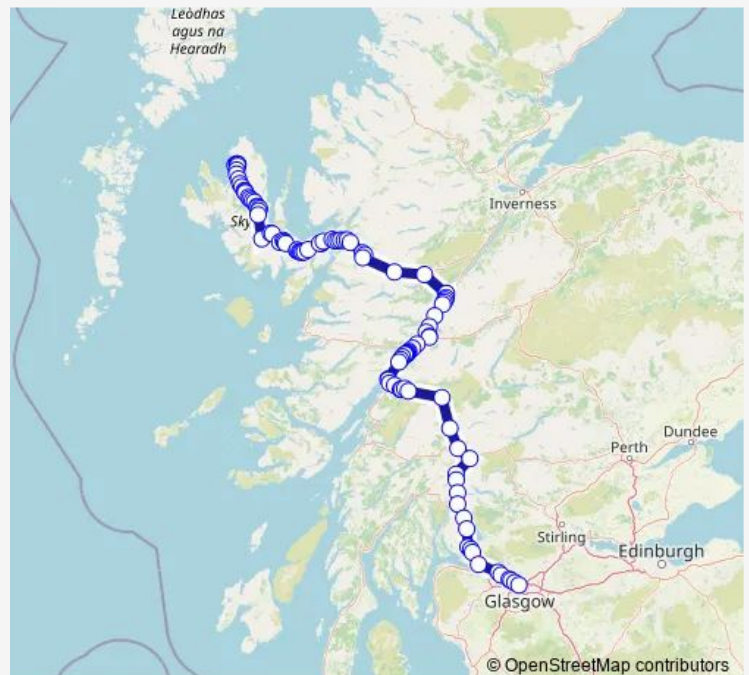 Leòdhas
agus na
Hearadh
Inverness
Sky
Dundee
Perth
Stirling
Edinburgh
Glasgow
© OpenStreetMap contributors